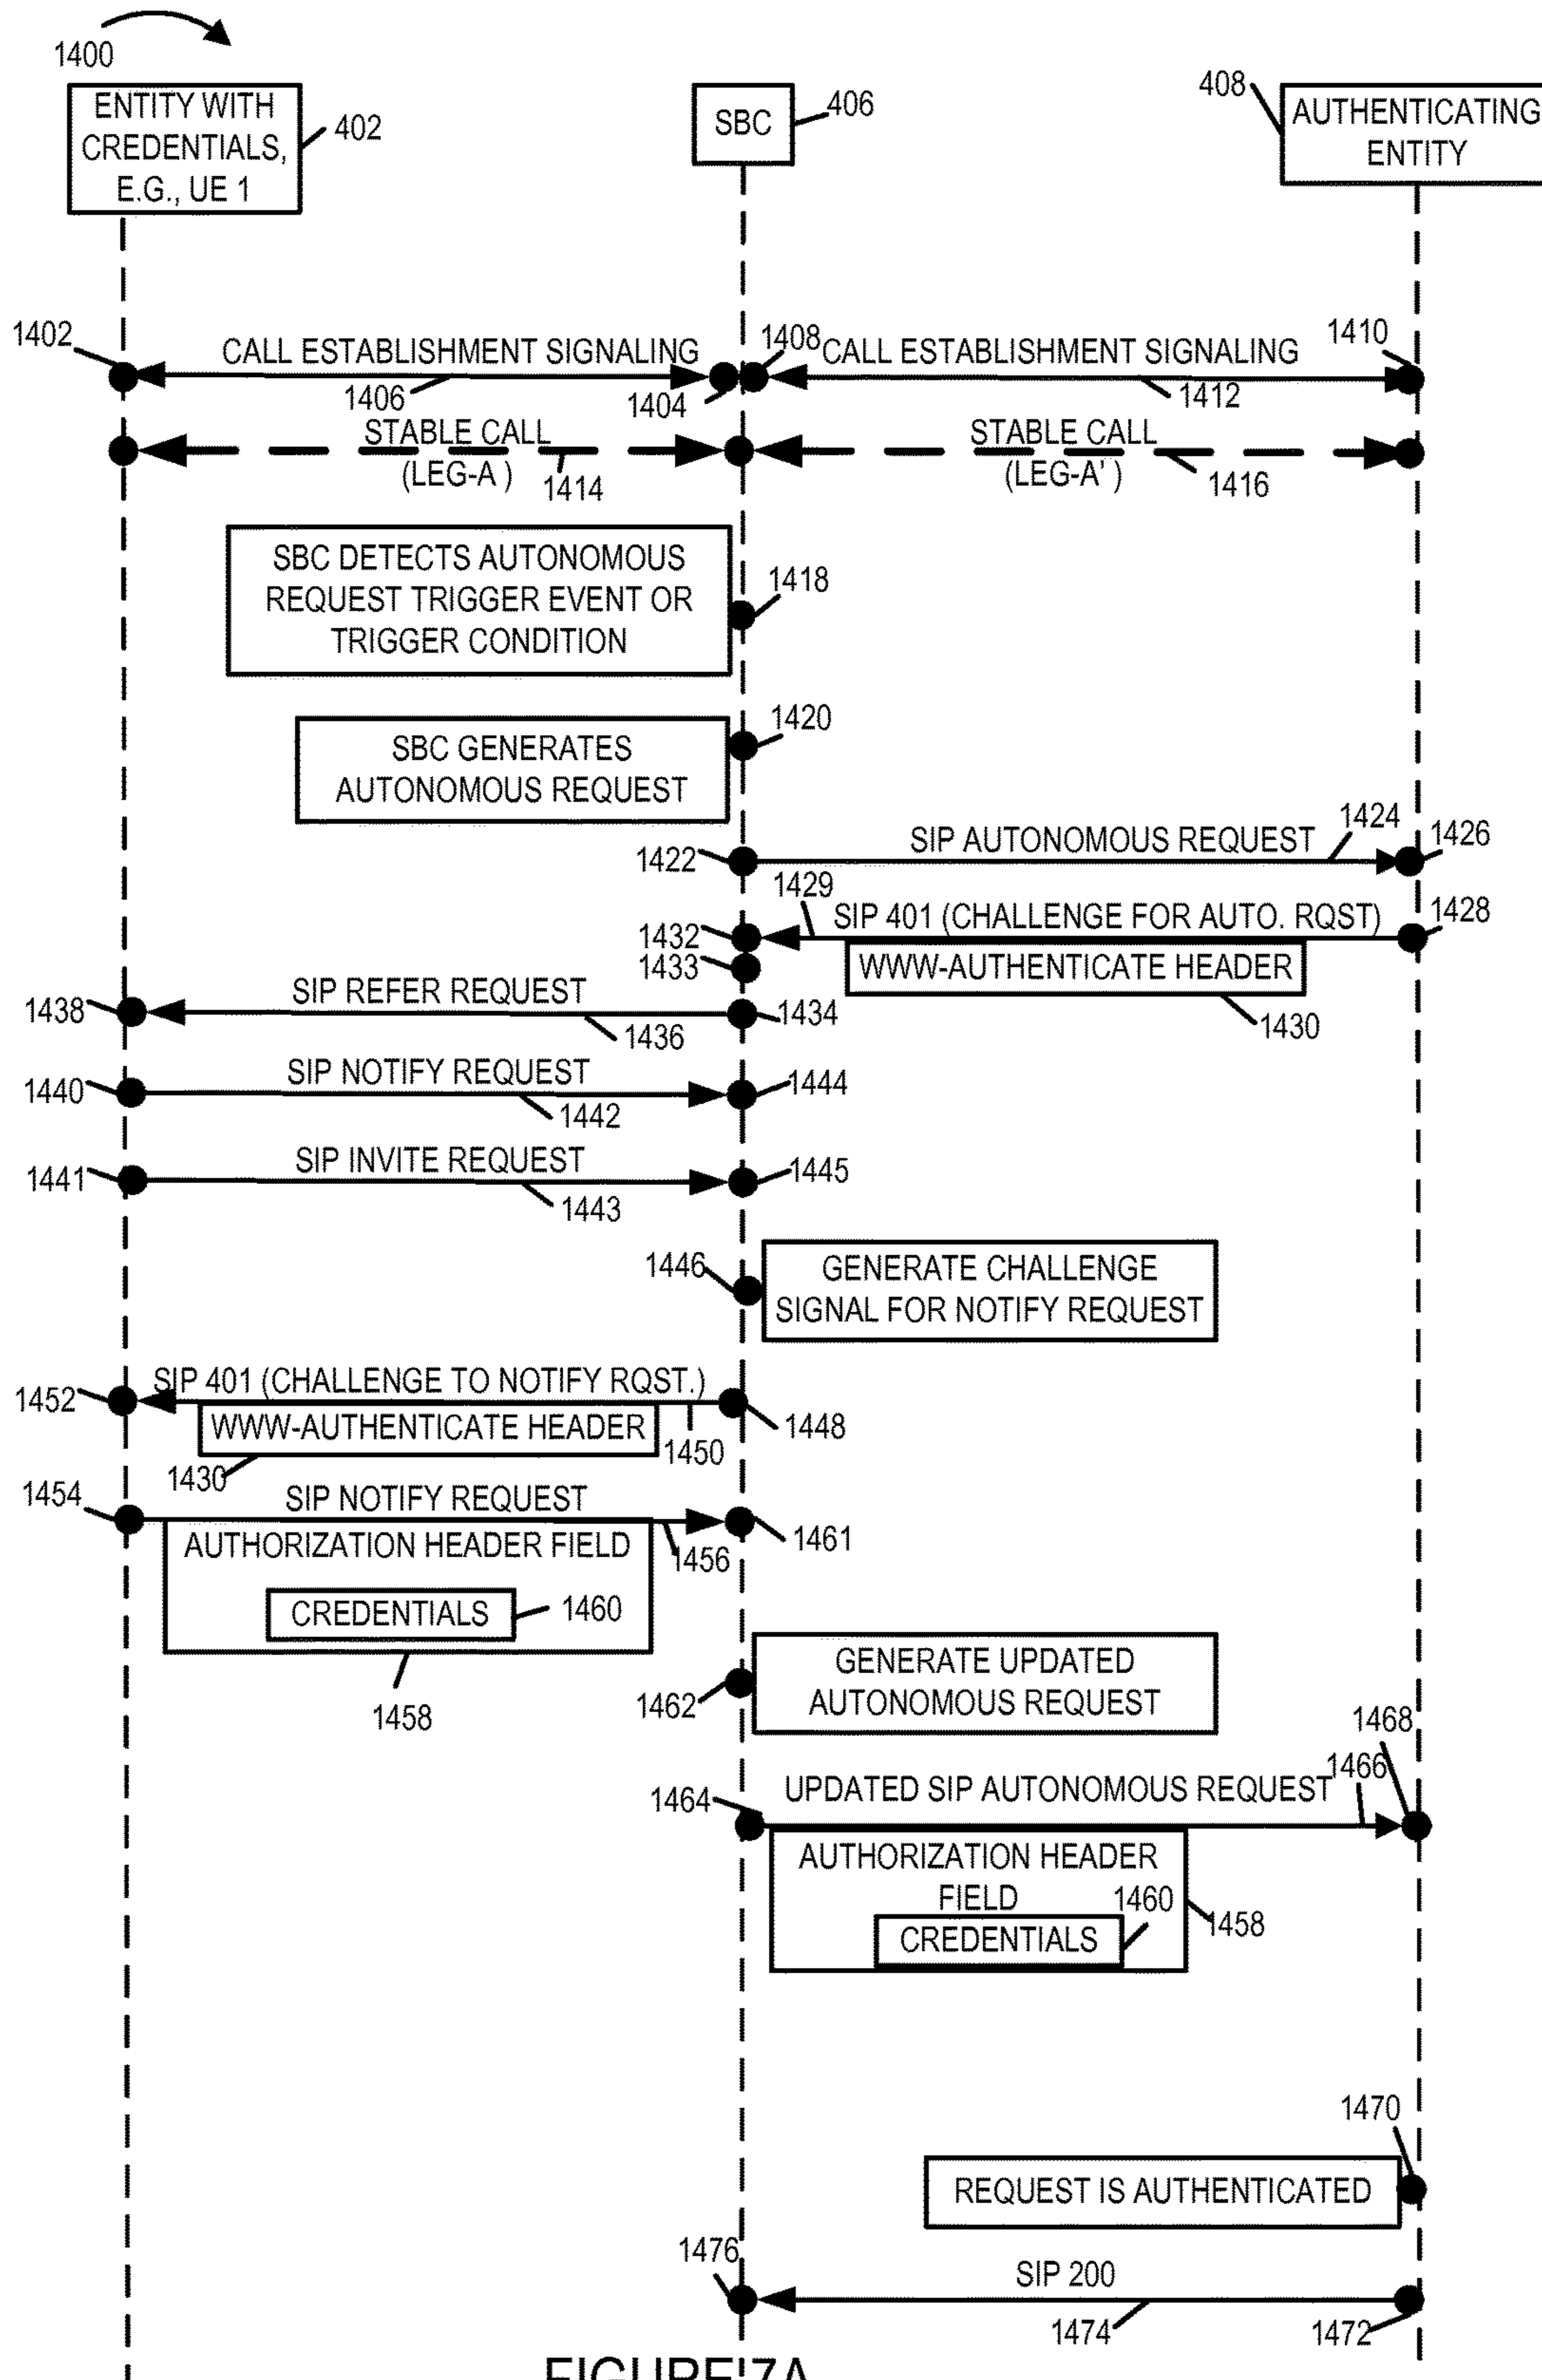 1400
ENTITY WITH
CREDENTIALS,
E.G., UE 1
402
SBC
406
408
AUTHENTICATING
ENTITY
1402
CALL ESTABLISHMENT SIGNALING
1406
1404
1408
CALL ESTABLISHMENT SIGNALING
1412
1410
STABLE CALL
(LEG-A )
1414
STABLE CALL
(LEG-A' )
1416
SBC DETECTS AUTONOMOUS
REQUEST TRIGGER EVENT OR
TRIGGER CONDITION
1418
SBC GENERATES
AUTONOMOUS REQUEST
1420
1422
SIP AUTONOMOUS REQUEST
1424
1426
1429
SIP 401 (CHALLENGE FOR AUTO. RQST)
1428
1432
WWW-AUTHENTICATE HEADER
1430
1433
1438
SIP REFER REQUEST
1436
1434
1440
SIP NOTIFY REQUEST
1442
1444
1441
SIP INVITE REQUEST
1443
1445
1446
GENERATE CHALLENGE
SIGNAL FOR NOTIFY REQUEST
1452
SIP 401 (CHALLENGE TO NOTIFY RQST.)
WWW-AUTHENTICATE HEADER
1430
1450
1448
1454
SIP NOTIFY REQUEST
AUTHORIZATION HEADER FIELD
1456
1461
CREDENTIALS
1460
1458
1462
GENERATE UPDATED
AUTONOMOUS REQUEST
1464
UPDATED SIP AUTONOMOUS REQUEST
1466
1468
AUTHORIZATION HEADER
FIELD
1460
CREDENTIALS
1458
1470
REQUEST IS AUTHENTICATED
1476
SIP 200
1474
1472
FIGURE 7A